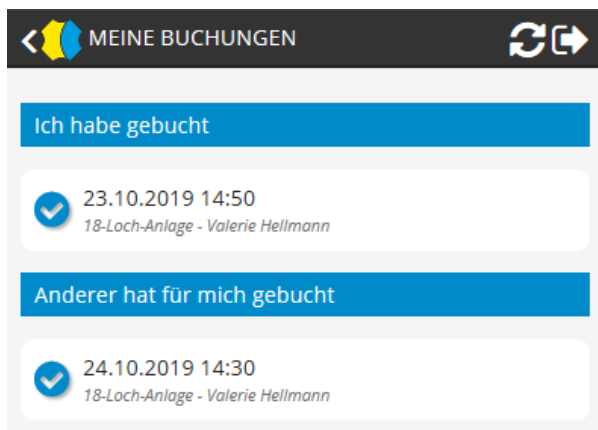 MEINE BUCHUNGEN
Ich habe gebucht
23.10.2019 14:50
18-Loch-Anlage - Valerie Hellmann
Anderer hat für mich gebucht
24.10.2019 14:30
18-Loch-Anlage - Valerie Hellmann